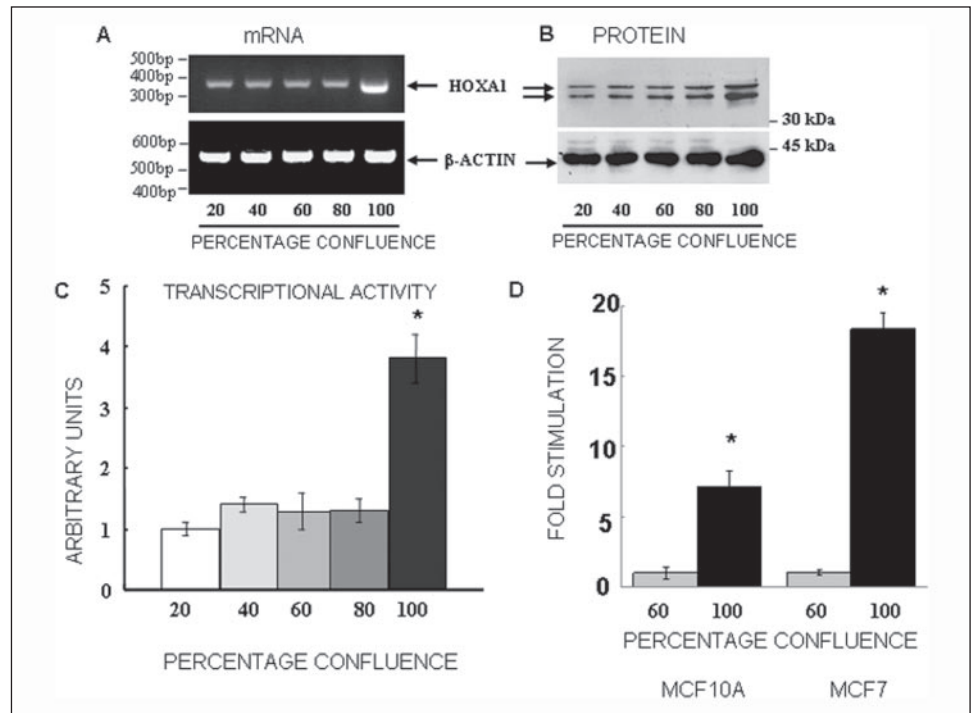 A mRNA
500bp
400bp
300bp
600bp
500bp
400bp
HOXA1
β-ACTIN
20 40 60 80 100
PERCENTAGE CONFLUENCE
B PROTEIN
30 kDa
45 kDa
20 40 60 80 100
PERCENTAGE CONFLUENCE
C TRANSCRIPTIONAL ACTIVITY
ARBITRARY UNITS
5
4
3
2
1
0
*
20 40 60 80 100
PERCENTAGE CONFLUENCE
D
FOLD STIMULATION
20
15
10
5
0
* *
60 100 60 100
PERCENTAGE CONFLUENCE
MCF10A MCF7